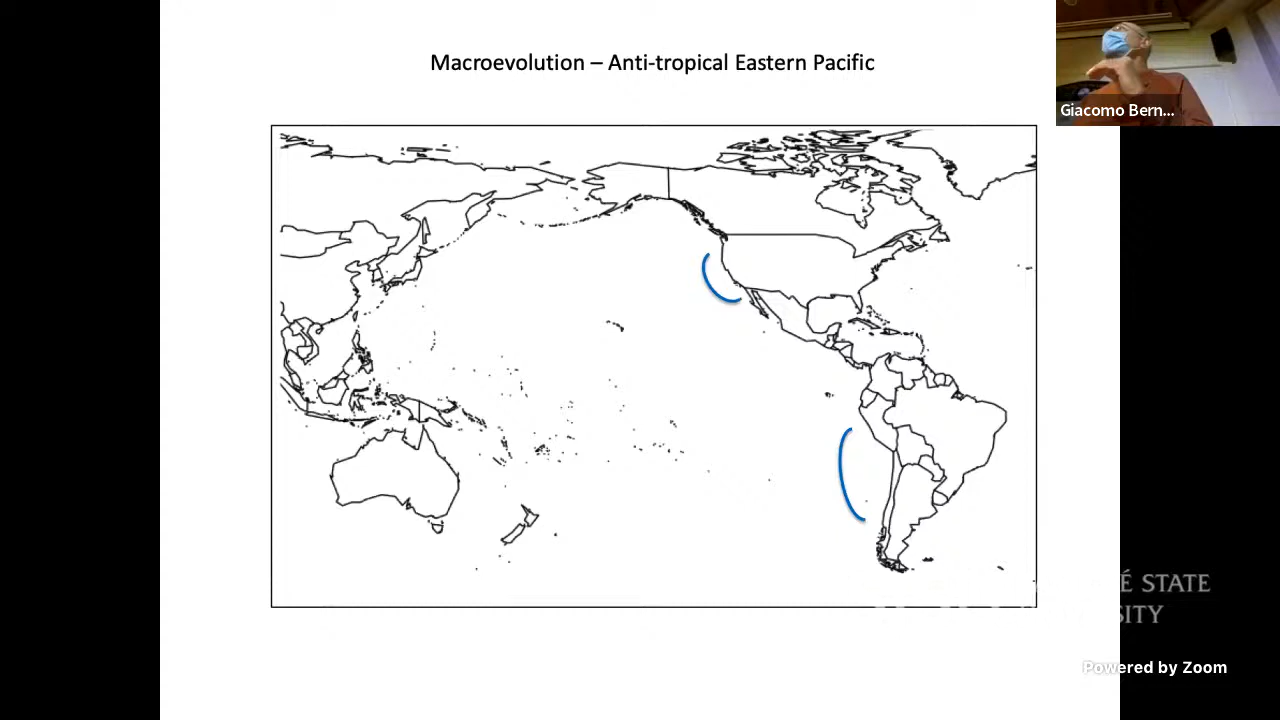 Macroevolution – Anti-tropical Eastern Pacific
Giacomo Bern...
É STATE
SITY
Powered by Zoom